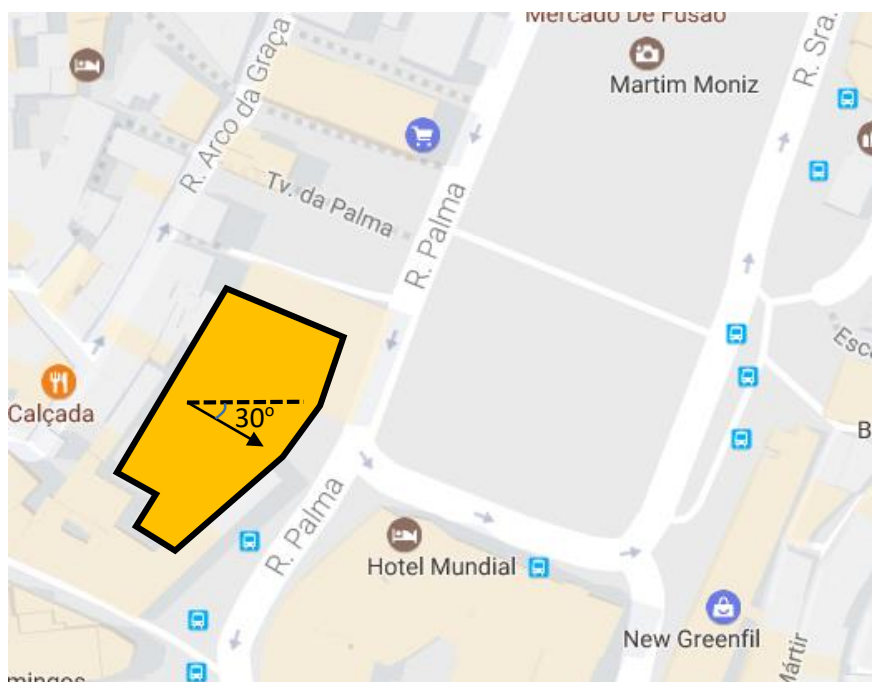 Mercado De Fusão
Martim Moniz
R. Sra.
R. Arco da Graça
Tv. da Palma
R. Palma
Calçada
30º
R. Palma
Hotel Mundial
New Greenfil
Mártir